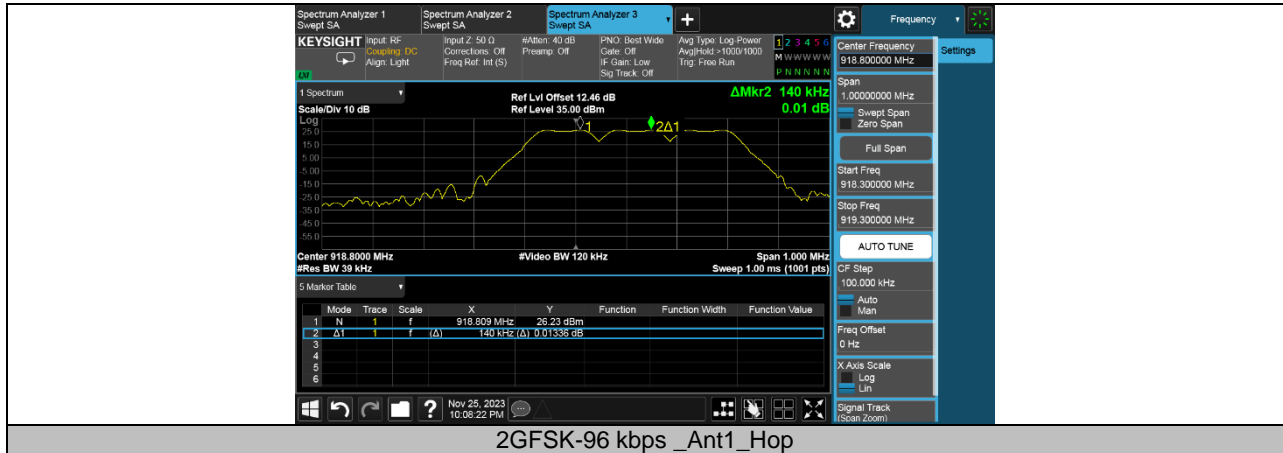 Spectrum Analyzer 1
Swept SA
Spectrum Analyzer 2
Swept SA
Spectrum Analyzer 3
Swept SA
Frequency
KEYSIGHT
Input: RF
Coupling: DC
Align: Light
Input Z: 50 Ω
Corrections: Off
Freq Ref: Int (S)
#Atten: 40 dB
Preamp: Off
PNO: Best Wide
Gate: Off
IF Gain: Low
Sig Track: Off
Avg Type: Log-Power
Avg|Hold:>1000/1000
Trig: Free Run
1 2 3 4 5 6
M W W W W W
P N N N N N
LXI
1 Spectrum
Scale/Div 10 dB
Ref Lvl Offset 12.46 dB
Ref Level 35.00 dBm
ΔMkr2 140 kHz
0.01 dB
Log
25.0
15.0
5.00
-5.00
-15.0
-25.0
-35.0
-45.0
-55.0
1
2Δ1
Center 918.8000 MHz
#Video BW 120 kHz
Span 1.000 MHz
#Res BW 39 kHz
Sweep 1.00 ms (1001 pts)
5 Marker Table
Mode Trace Scale X Y Function Function Width Function Value
1 N 1 f 918.809 MHz 26.23 dBm
2 Δ1 1 f (Δ) 140 kHz (Δ) 0.01336 dB
3
4
5
6
Nov 25, 2023
10:08:22 PM
Center Frequency
918.800000 MHz
Settings
Span
1.00000000 MHz
Swept Span
Zero Span
Full Span
Start Freq
918.300000 MHz
Stop Freq
919.300000 MHz
AUTO TUNE
CF Step
100.000 kHz
Auto
Man
Freq Offset
0 Hz
X Axis Scale
Log
Lin
Signal Track
(Span Zoom)
2GFSK-96 kbps _Ant1_Hop